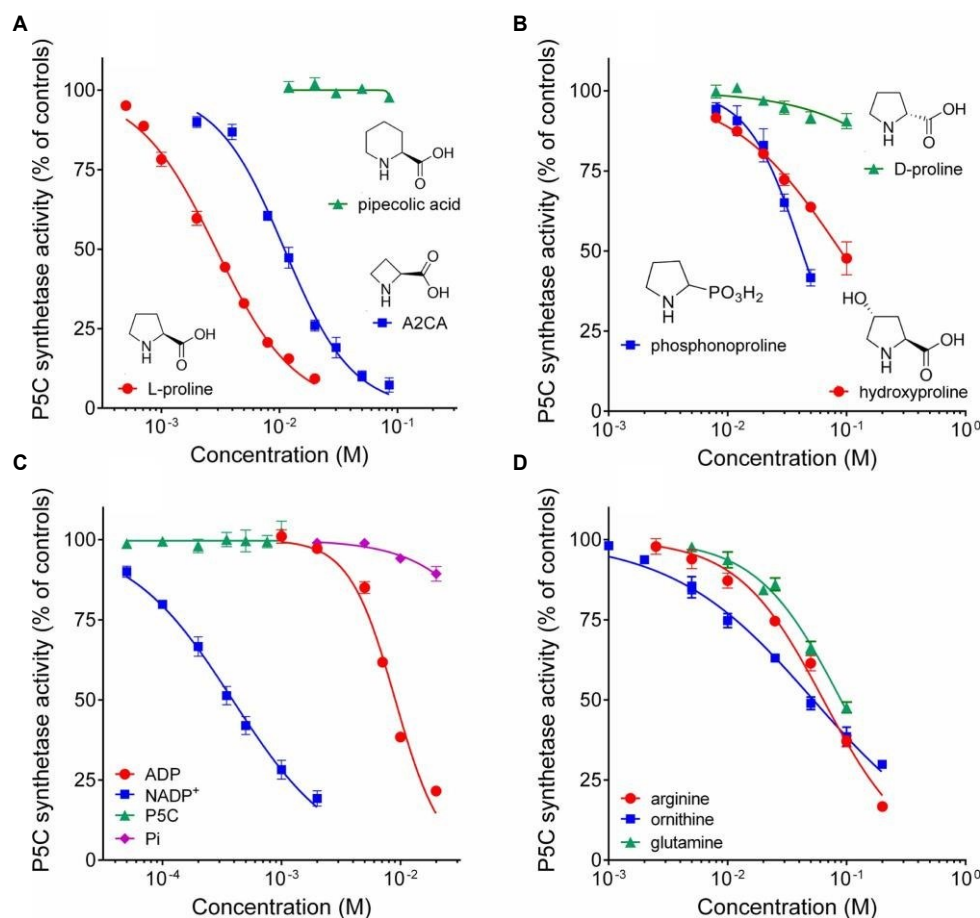 A
P5C synthetase activity (% of controls)
100
75
50
25
0
N
H
OH
O
pipecolic acid
N
H
OH
O
A2CA
N
H
OH
O
L-proline
10⁻³
10⁻²
10⁻¹
Concentration (M)
B
P5C synthetase activity (% of controls)
100
75
50
25
0
N
H
OH
O
D-proline
N
H
PO₃H₂
phosphonoproline
HO
N
H
OH
O
hydroxyproline
10⁻³
10⁻²
10⁻¹
10⁰
Concentration (M)
C
P5C synthetase activity (% of controls)
100
75
50
25
0
ADP
NADP⁺
P5C
Pi
10⁻⁴
10⁻³
10⁻²
Concentration (M)
D
P5C synthetase activity (% of controls)
100
75
50
25
0
arginine
ornithine
glutamine
10⁻³
10⁻²
10⁻¹
10⁰
Concentration (M)